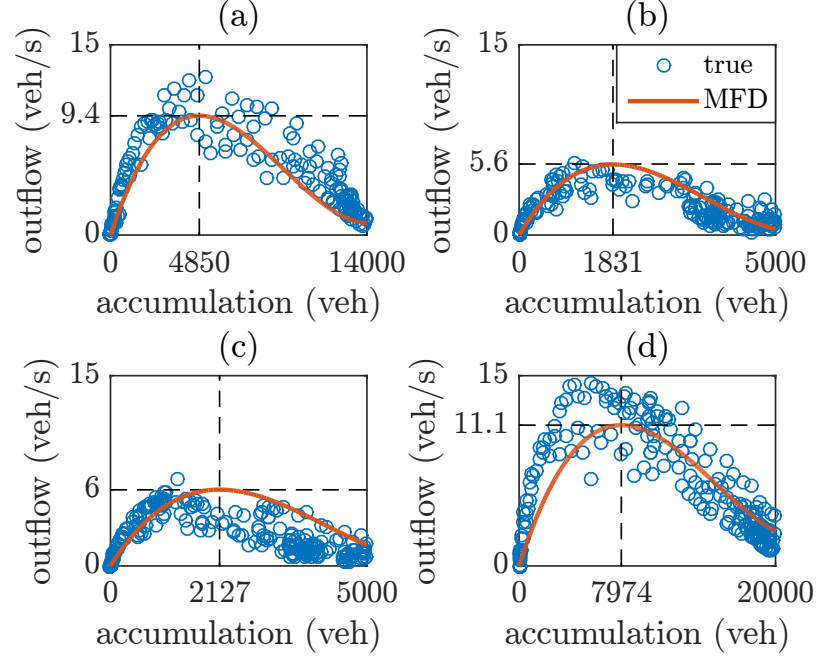 (a)
outflow (veh/s)
15
9.4
0
0 4850 14000
accumulation (veh)
(b)
outflow (veh/s)
15
5.6
0
true
MFD
0 1831 5000
accumulation (veh)
(c)
outflow (veh/s)
15
6
0
0 2127 5000
accumulation (veh)
(d)
outflow (veh/s)
15
11.1
0
0 7974 20000
accumulation (veh)